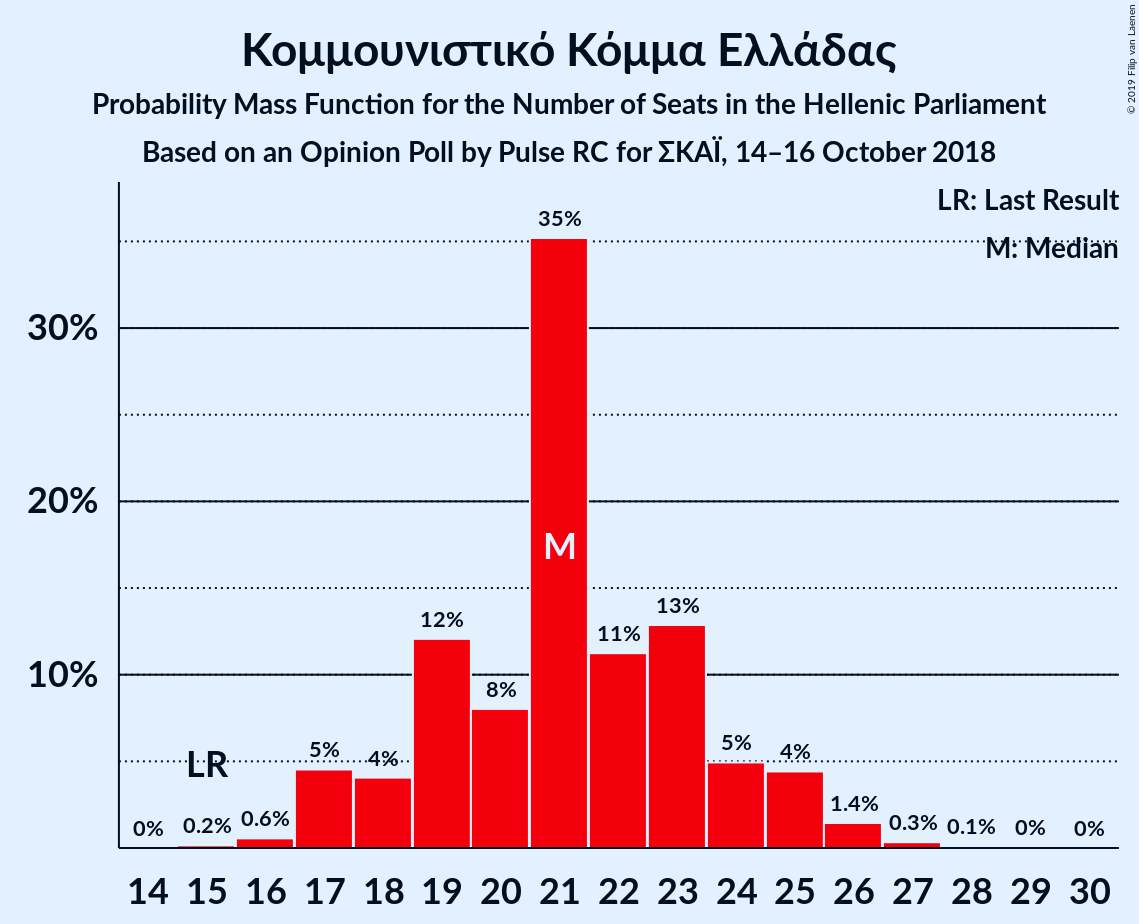 Κομμουνιστικό Κόμμα Ελλάδας
Probability Mass Function for the Number of Seats in the Hellenic Parliament
Based on an Opinion Poll by Pulse RC for ΣΚΑΪ, 14–16 October 2018
© 2019 Filip van Laenen
LR: Last Result
M: Median
35%
30%
20%
M
13%
12%
11%
10%
8%
LR
5%
4%
5%
4%
0%
0.2%
0.6%
1.4%
0.3%
0.1%
0%
0%
14 15 16 17 18 19 20 21 22 23 24 25 26 27 28 29 30